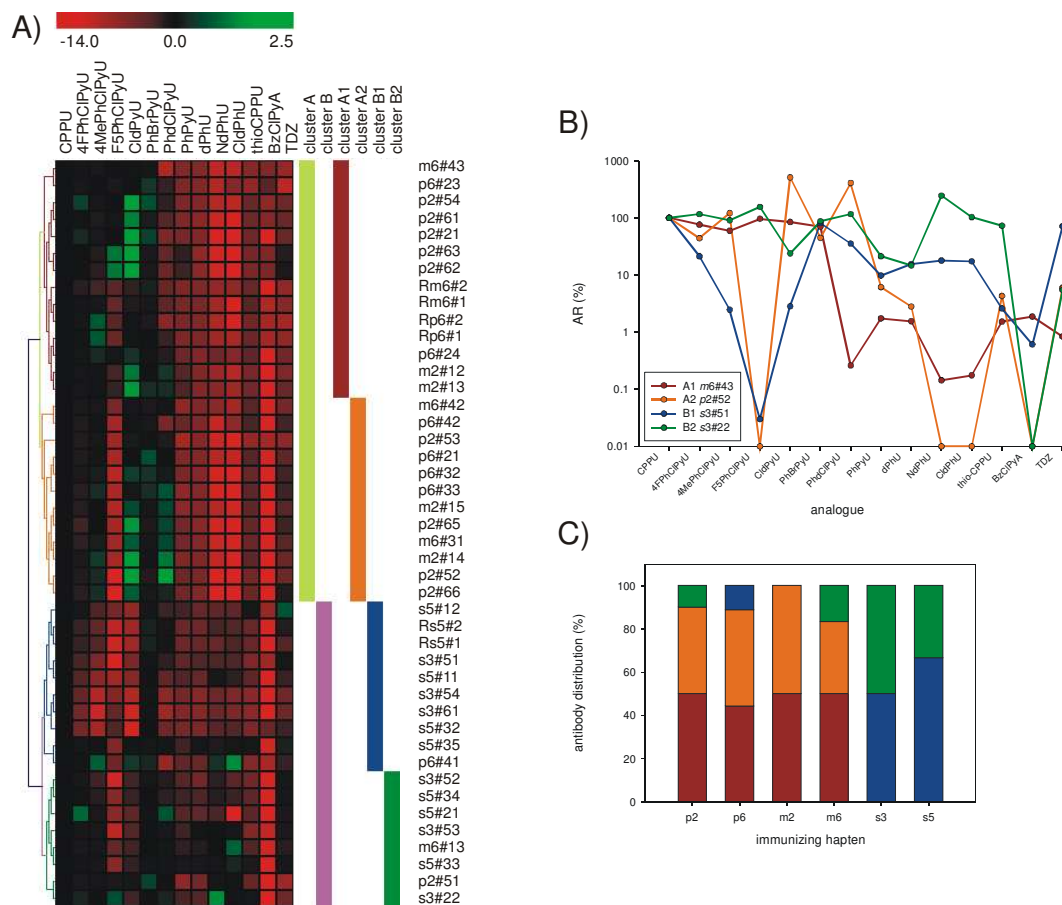 A)
-14.0 0.0 2.5
CPPU
4FPhClPyU
4MePhClPyU
F5PhClPyU
CldPyU
PhBrPyU
PhdClPyU
PhPyU
dPhU
NdPhU
CldPhU
thioCPPU
BzClPyA
TDZ
cluster A
cluster B
cluster A1
cluster A2
cluster B1
cluster B2
m6#43
p6#23
p2#54
p2#61
p2#21
p2#63
p2#62
Rm6#2
Rm6#1
Rp6#2
Rp6#1
p6#24
m2#12
m2#13
m6#42
p6#42
p2#53
p6#21
p6#32
p6#33
m2#15
p2#65
m6#31
m2#14
p2#52
p2#66
s5#12
Rs5#2
Rs5#1
s3#51
s5#11
s3#54
s3#61
s5#32
s5#35
p6#41
s3#52
s5#34
s5#21
s3#53
m6#13
s5#33
p2#51
s3#22
B)
1000
100
10
1
0.1
0.01
AR (%)
A1 m6#43
A2 p2#52
B1 s3#51
B2 s3#22
CPPU
4FPhClPyU
4MePhClPyU
F5PhClPyU
CldPyU
PhBrPyU
PhdClPyU
PhPyU
dPhU
NdPhU
CldPhU
thio-CPPU
BzClPyA
TDZ
analogue
C)
100
80
60
40
20
0
antibody distribution (%)
p2 p6 m2 m6 s3 s5
immunizing hapten